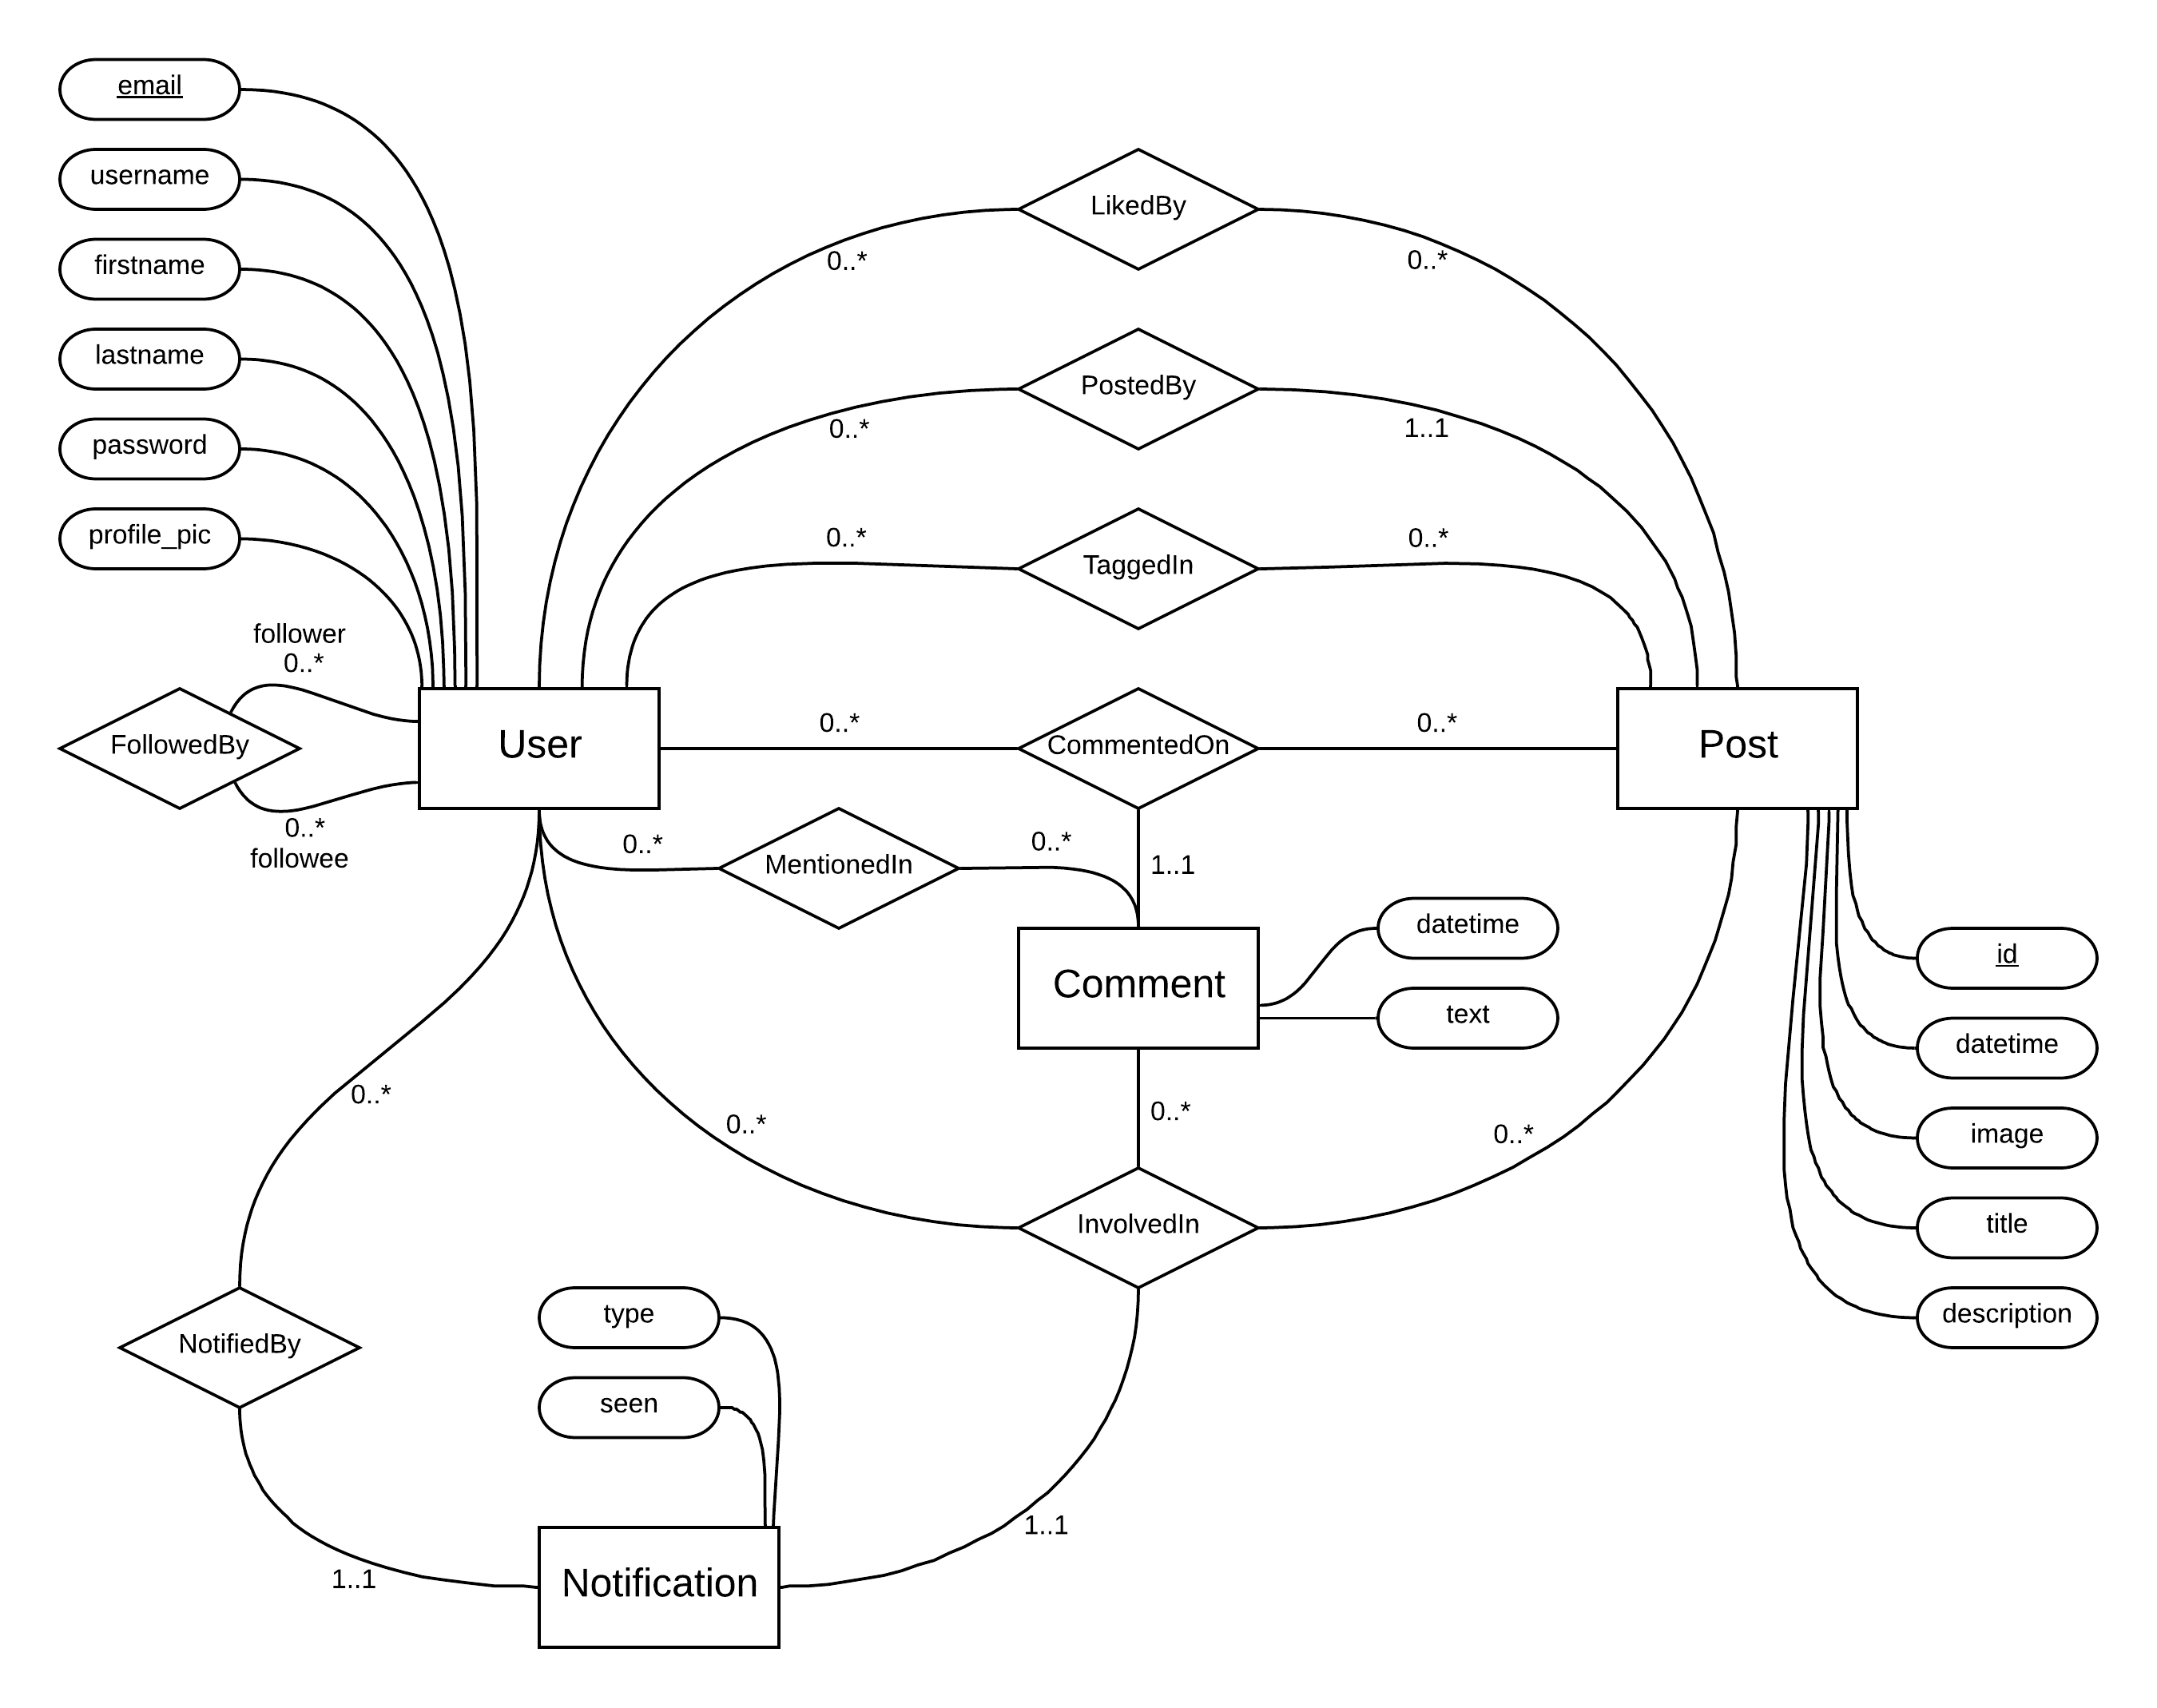 email
username
firstname
lastname
password
profile_pic
LikedBy
0..*
0..*
PostedBy
0..*
1..1
TaggedIn
0..*
0..*
follower
0..*
FollowedBy
0..*
followee
User
0..*
CommentedOn
0..*
Post
0..*
MentionedIn
0..*
1..1
Comment
datetime
text
id
datetime
image
title
description
0..*
0..*
0..*
0..*
InvolvedIn
NotifiedBy
type
seen
1..1
1..1
Notification